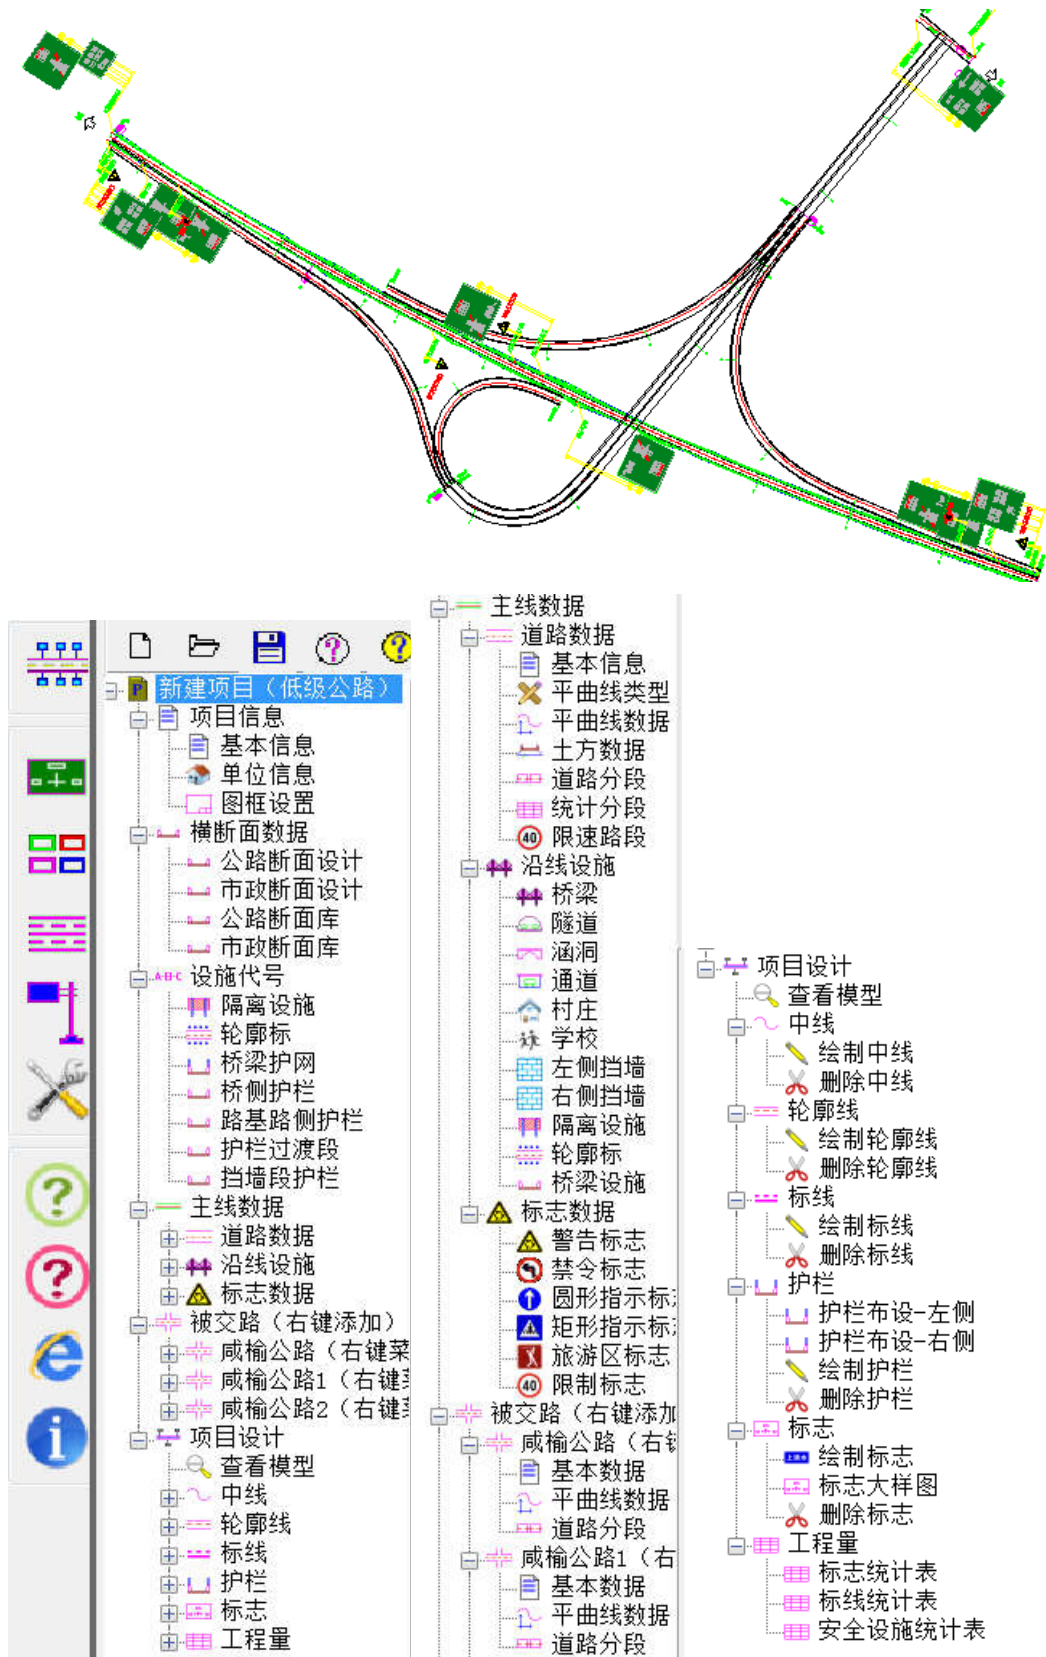 新建项目（低级公路）
项目信息
基本信息
单位信息
图框设置
横断面数据
公路断面设计
市政断面设计
公路断面库
市政断面库
A-B-C 设施代号
隔离设施
轮廓标
桥梁护网
桥侧护栏
路基路侧护栏
护栏过渡段
挡墙段护栏
主线数据
道路数据
沿线设施
标志数据
被交路（右键添加）
咸榆公路（右键菜
咸榆公路1（右键
咸榆公路2（右键
项目设计
查看模型
中线
轮廓线
标线
护栏
标志
工程量
主线数据
道路数据
基本信息
平曲线类型
平曲线数据
土方数据
道路分段
统计分段
40 限速路段
沿线设施
桥梁
隧道
涵洞
通道
村庄
学校
左侧挡墙
右侧挡墙
隔离设施
轮廓标
桥梁设施
标志数据
警告标志
禁令标志
圆形指示标
矩形指示标
旅游区标志
40 限制标志
被交路（右键添加
咸榆公路（右
基本数据
平曲线数据
道路分段
咸榆公路1（右
基本数据
平曲线数据
道路分段
项目设计
查看模型
中线
绘制中线
删除中线
轮廓线
绘制轮廓线
删除轮廓线
标线
绘制标线
删除标线
护栏
护栏布设-左侧
护栏布设-右侧
绘制护栏
删除护栏
标志
绘制标志
标志大样图
删除标志
工程量
标志统计表
标线统计表
安全设施统计表